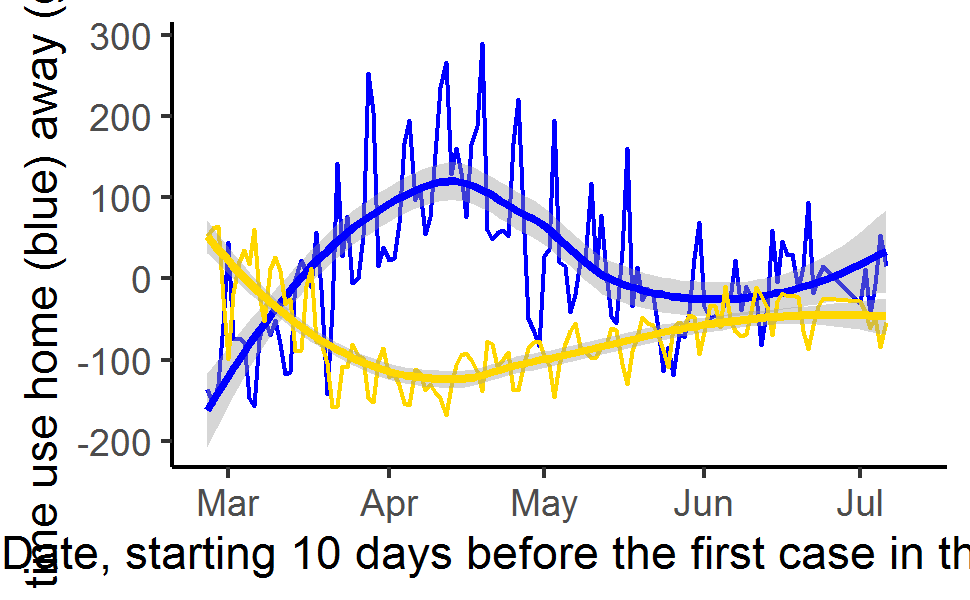 300
200
100
0
-100
-200
Mar Apr May Jun Jul
Date, starting 10 days before the first case in th
time use home (blue) away (g